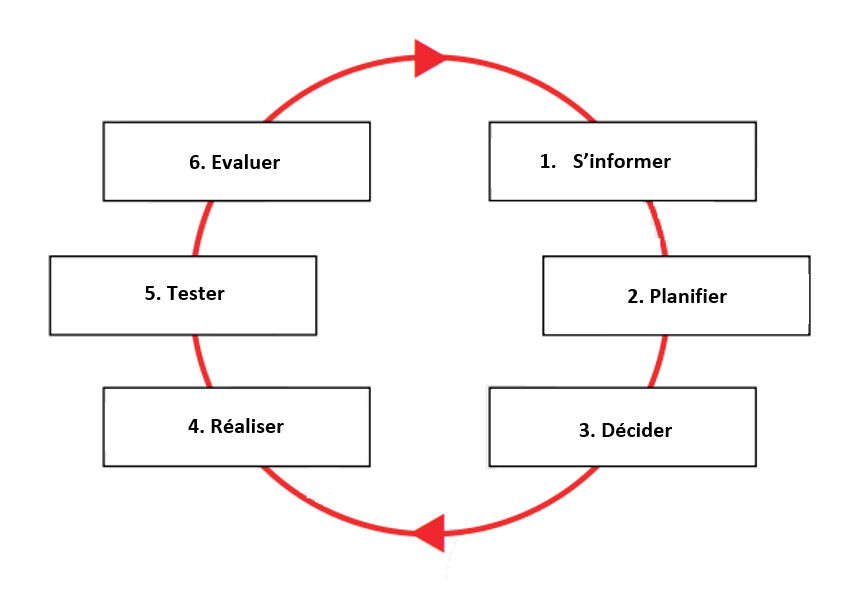 1. S’informer
2. Planifier
3. Décider
4. Réaliser
5. Tester
6. Evaluer